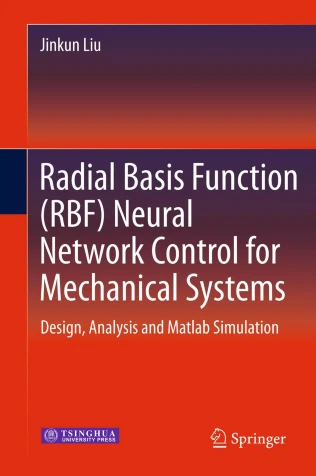 Jinkun Liu
Radial Basis Function
(RBF) Neural
Network Control for
Mechanical Systems
Design, Analysis and Matlab Simulation
TSINGHUA
UNIVERSITY PRESS
Springer